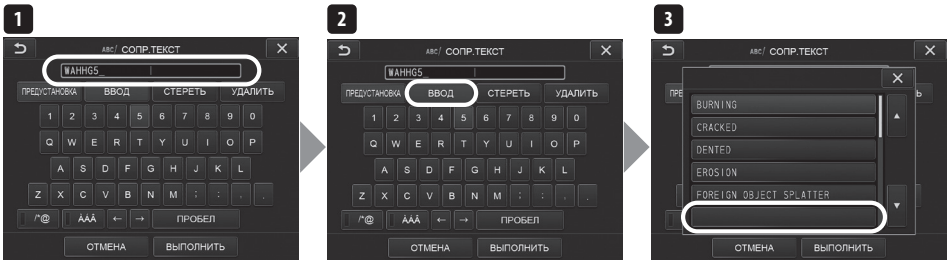 1
ABC/ СОПР.ТЕКСТ
WAHHG5_
ПРЕДУСТАНОВКА ВВОД СТЕРЕТЬ УДАЛИТЬ
1 2 3 4 5 6 7 8 9 0
Q W E R T Y U I O P
A S D F G H J K L
Z X C V B N M ; : , .
/*@ ÀÁÂ ← → ПРОБЕЛ
ОТМЕНА ВЫПОЛНИТЬ
2
ABC/ СОПР.ТЕКСТ
WAHHG5_
ПРЕДУСТАНОВКА ВВОД СТЕРЕТЬ УДАЛИТЬ
1 2 3 4 5 6 7 8 9 0
Q W E R T Y U I O P
A S D F G H J K L
Z X C V B N M ; : , .
/*@ ÀÁÂ ← → ПРОБЕЛ
ОТМЕНА ВЫПОЛНИТЬ
3
ABC/ СОПР.ТЕКСТ
ПРЕ
Ь
BURNING
CRACKED
DENTED
EROSION
FOREIGN OBJECT SPLATTER
ОТМЕНА ВЫПОЛНИТЬ